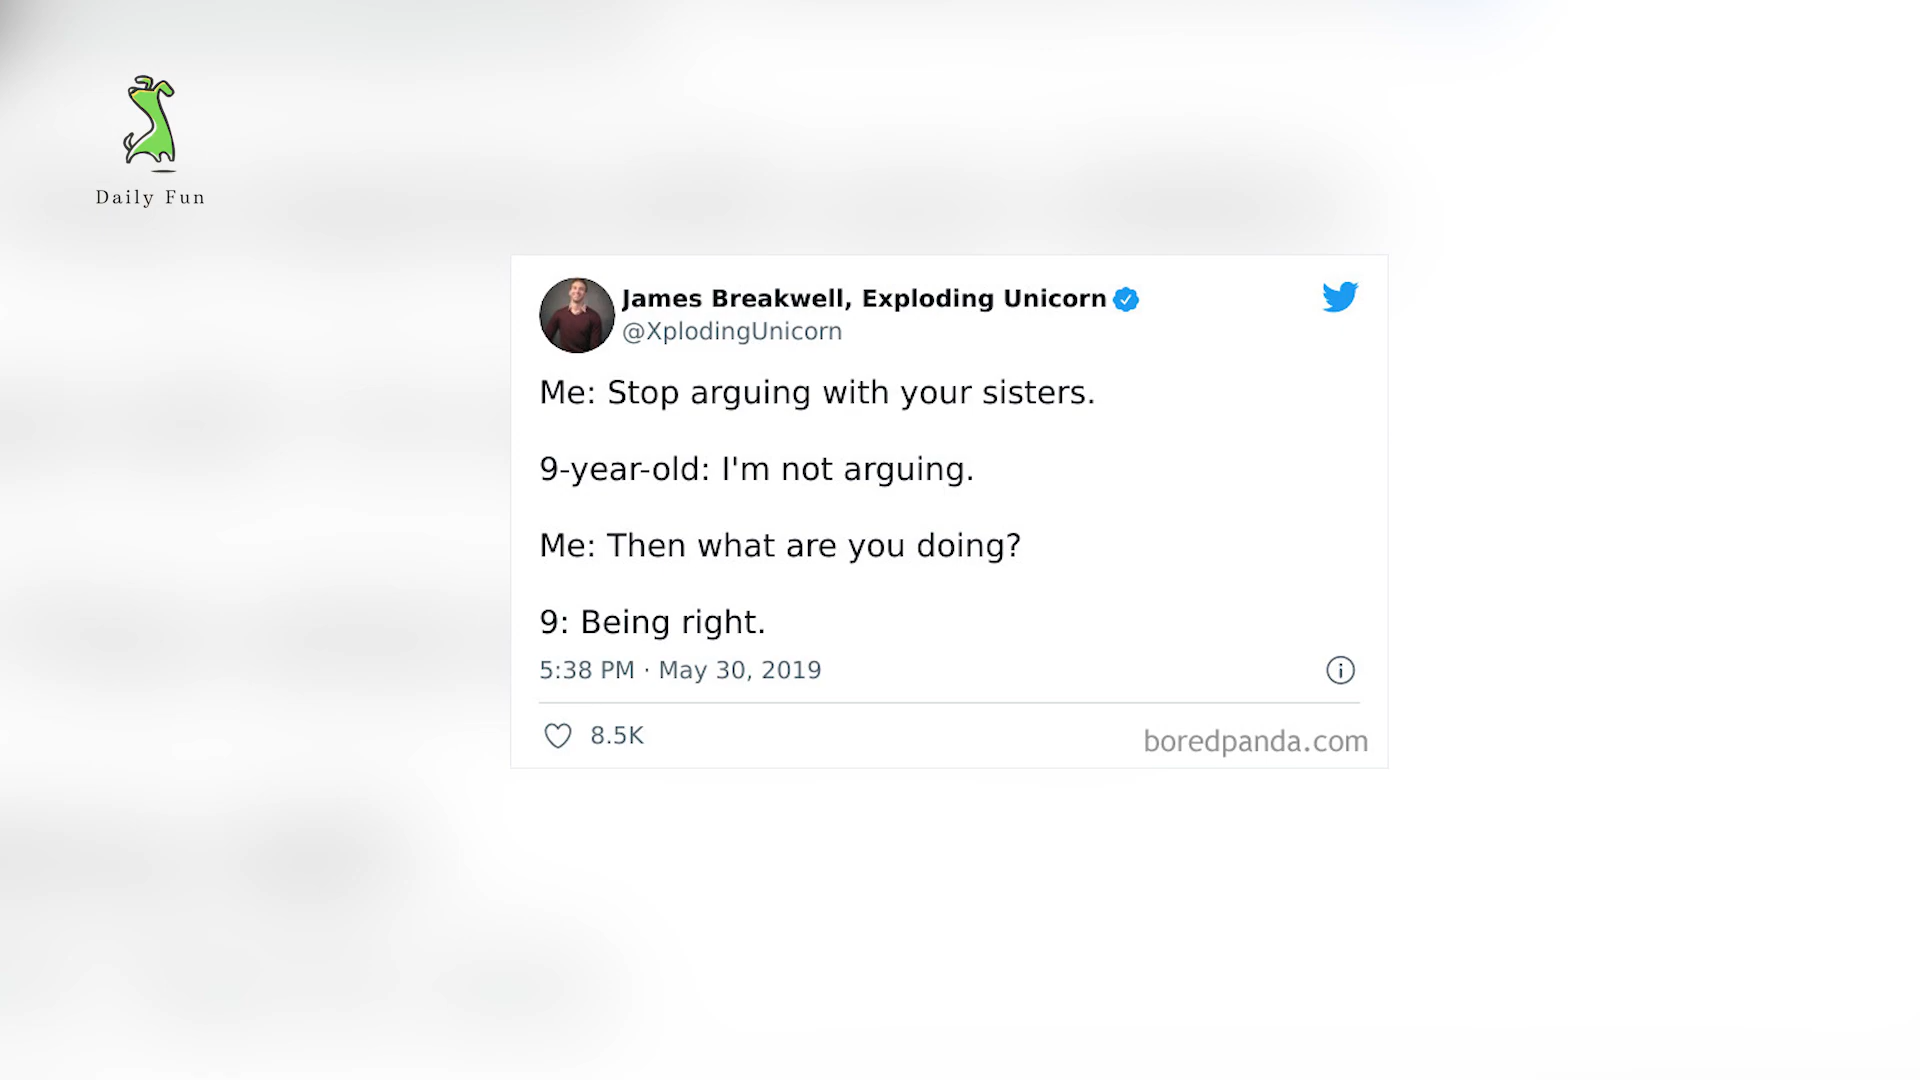 Daily Fun
James Breakwell, Exploding Unicorn
@XplodingUnicorn
Me: Stop arguing with your sisters.
9-year-old: I'm not arguing.
Me: Then what are you doing?
9: Being right.
5:38 PM · May 30, 2019
8.5K
boredpanda.com